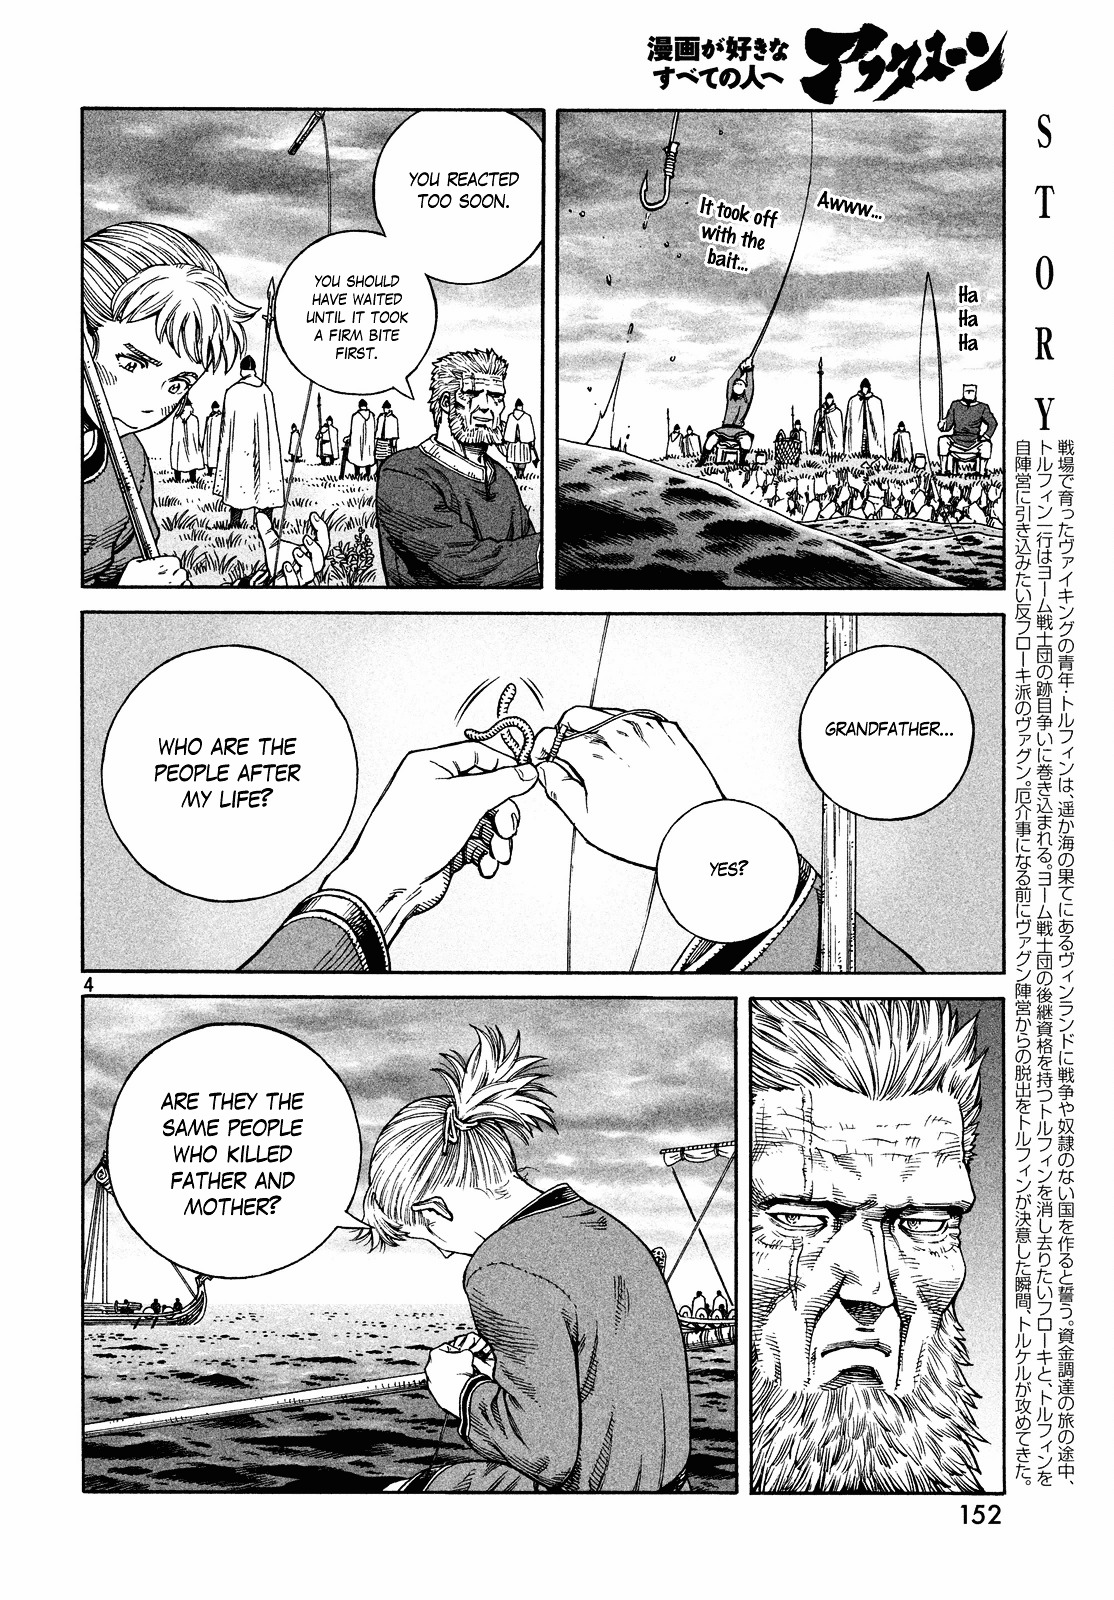 漫画が好きな
すべての人へ
アフタヌーン
Awww...
It took off
with the
bait...
Ha
Ha
Ha
YOU REACTED
TOO SOON.
YOU SHOULD
HAVE WAITED
UNTIL IT TOOK
A FIRM BITE
FIRST.
GRANDFATHER...
YES?
WHO ARE THE
PEOPLE AFTER
MY LIFE?
4
ARE THEY THE
SAME PEOPLE
WHO KILLED
FATHER AND
MOTHER?
STORY
戦場で育ったヴァイキングの青年・トルフィンは、遥か海の果てにあるヴィンランドに戦争や奴隷のない国を作ると誓う。資金調達の旅の途中、
トルフィン一行はヨーム戦士団の跡目争いに巻き込まれる。ヨーム戦士団の後継資格を持つトルフィンを消し去りたいフローキと、トルフィンを
自陣営に引き込みたい反フローキ派のヴァグン。厄介事になる前にヴァグン陣営からの脱出をトルフィンが決意した瞬間、トルケルが攻めてきた。
152